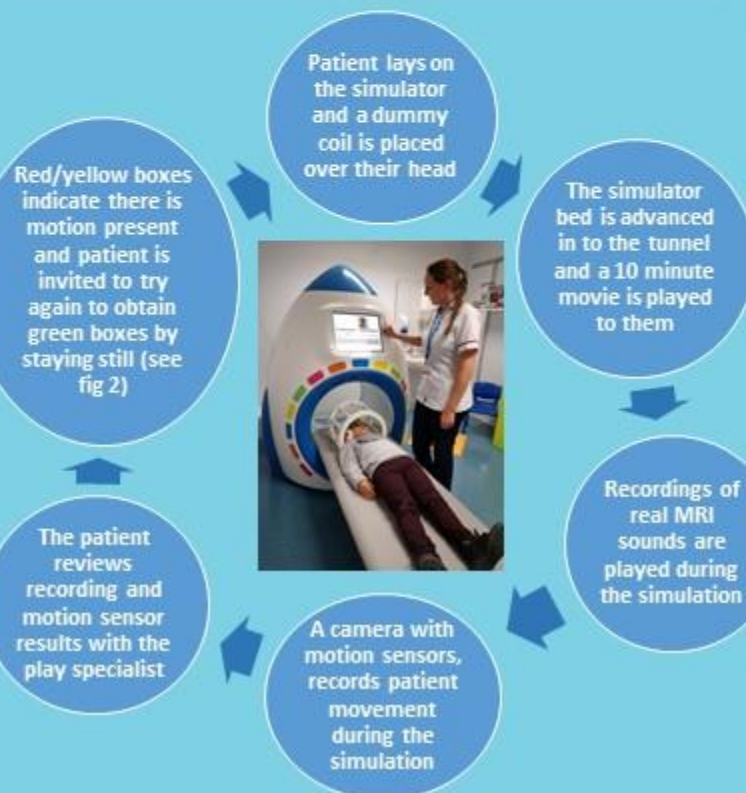 Patient lays on
the simulator
and a dummy
coil is placed
over their head
The simulator
bed is advanced
in to the tunnel
and a 10 minute
movie is played
to them
Recordings of
real MRI
sounds are
played during
the simulation
A camera with
motion sensors,
records patient
movement
during the
simulation
The patient
reviews
recording and
motion sensor
results with the
play specialist
Red/yellow boxes
indicate there is
motion present
and patient is
invited to try
again to obtain
green boxes by
staying still (see
fig 2)